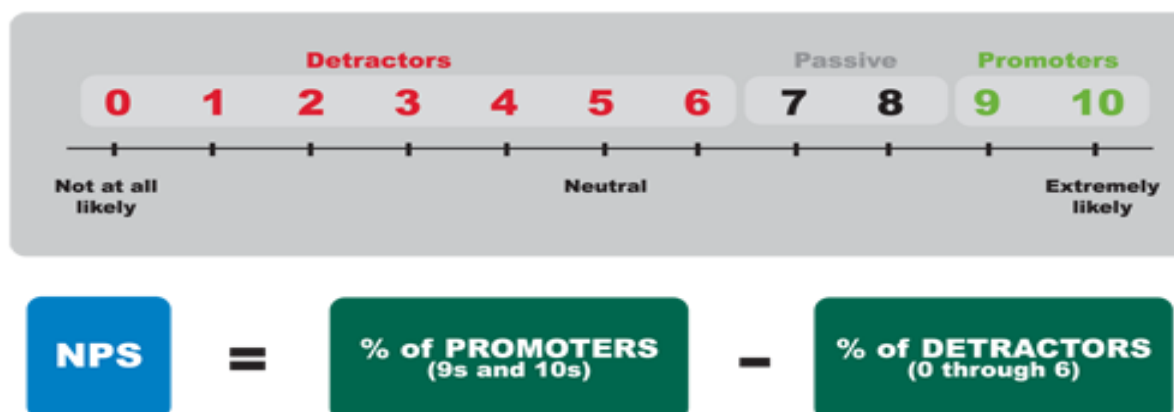 Detractors Passive Promoters
0 1 2 3 4 5 6 7 8 9 10
Not at all likely Neutral Extremely likely
NPS = % of PROMOTERS (9s and 10s) – % of DETRACTORS (0 through 6)